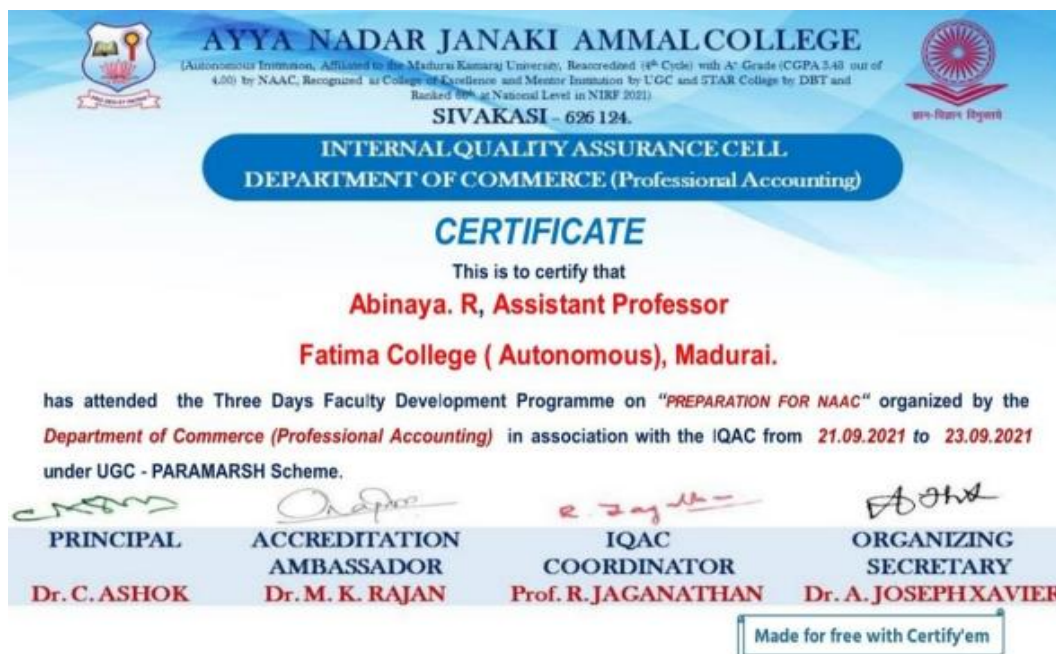 AYYA NADAR JANAKI AMMAL COLLEGE
(Autonomous Institution, Affiliated to the Madurai Kamaraj University, Reaccredited (4th Cycle) with A+ Grade (CGPA 3.48 out of
4.00) by NAAC, Recognized as College of Excellence and Mentor Institution by UGC and STAR College by DBT and
Ranked at National Level in NIRF 2021)
SIVAKASI – 626 124.
ज्ञान-विज्ञान विमुक्तये
INTERNAL QUALITY ASSURANCE CELL
DEPARTMENT OF COMMERCE (Professional Accounting)
CERTIFICATE
This is to certify that
Abinaya. R, Assistant Professor
Fatima College ( Autonomous), Madurai.
has attended the Three Days Faculty Development Programme on "PREPARATION FOR NAAC" organized by the
Department of Commerce (Professional Accounting) in association with the IQAC from 21.09.2021 to 23.09.2021
under UGC - PARAMARSH Scheme.
PRINCIPAL ACCREDITATION IQAC ORGANIZING
AMBASSADOR COORDINATOR SECRETARY
Dr. C. ASHOK Dr. M. K. RAJAN Prof. R. JAGANATHAN Dr. A. JOSEPH XAVIER
Made for free with Certify'em